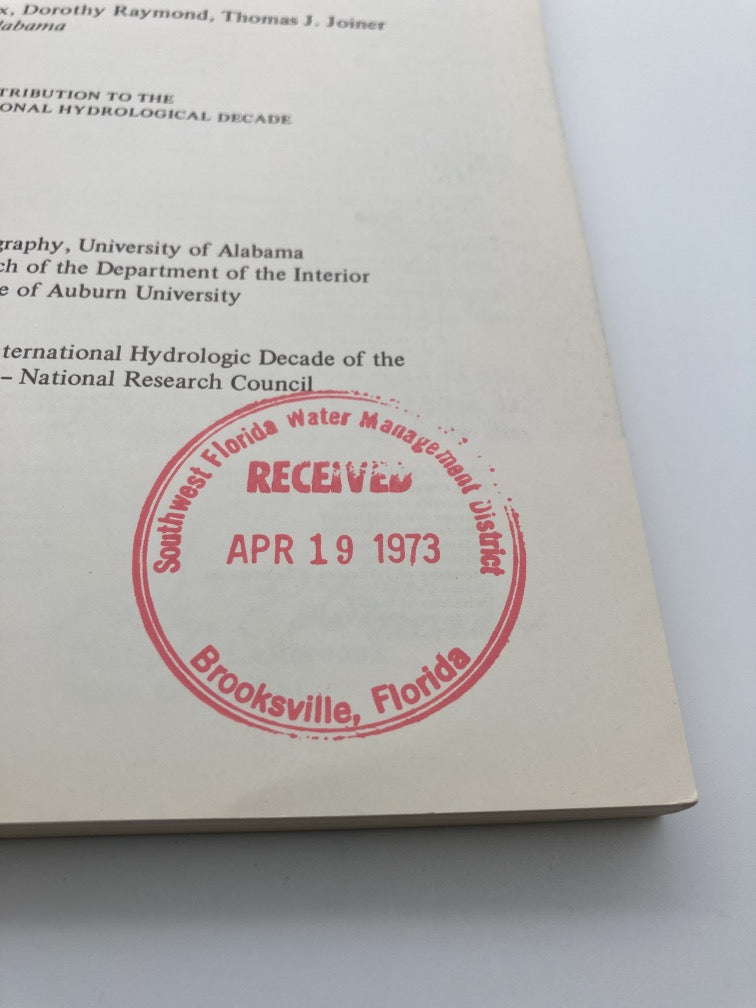 x, Dorothy Raymond, Thomas J. Joiner
labama
TRIBUTION TO THE
ONAL HYDROLOGICAL DECADE
graphy, University of Alabama
ch of the Department of the Interior
e of Auburn University
ternational Hydrologic Decade of the
– National Research Council
Southwest Florida Water Management District
RECEIVED
APR 19 1973
Brooksville, Florida